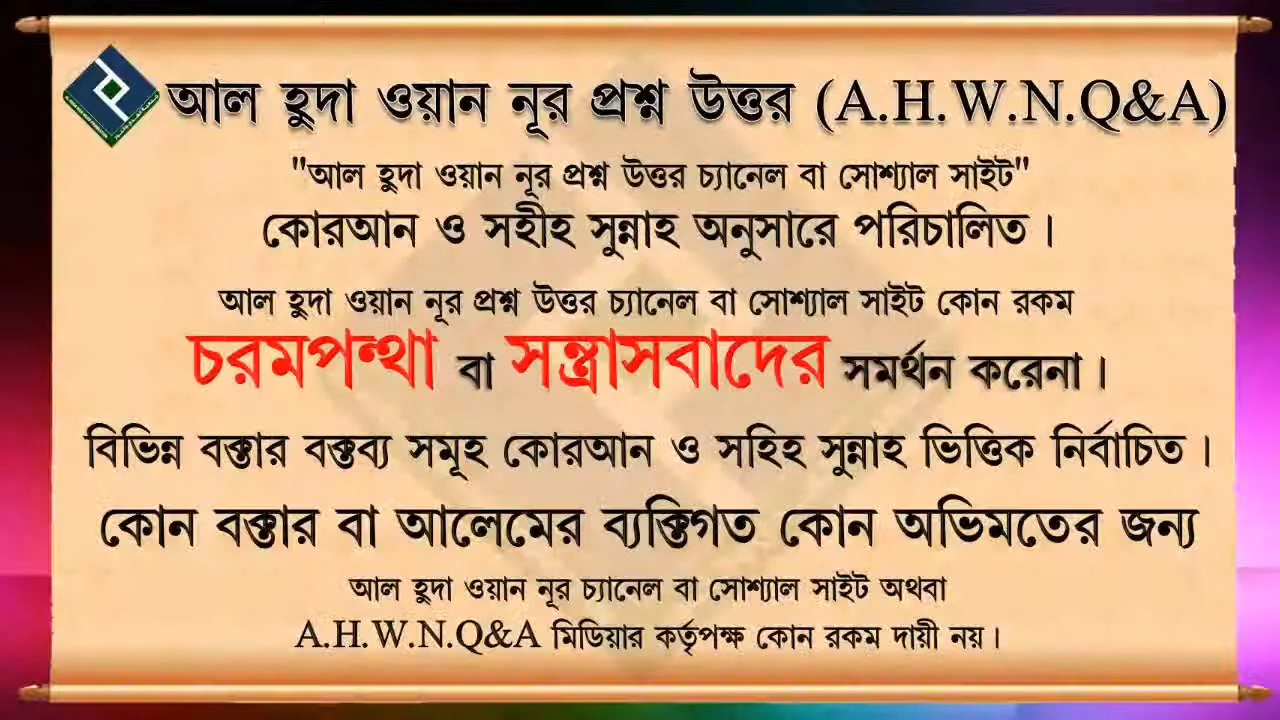 আল হুদা ওয়ান নূর প্রশ্ন উত্তর (A.H.W.N.Q&A)
"আল হুদা ওয়ান নূর প্রশ্ন উত্তর চ্যানেল বা সোশ্যাল সাইট"
কোরআন ও সহীহ সুন্নাহ অনুসারে পরিচালিত।
আল হুদা ওয়ান নূর প্রশ্ন উত্তর চ্যানেল বা সোশ্যাল সাইট কোন রকম
চরমপন্থা বা সন্ত্রাসবাদের সমর্থন করেনা।
বিভিন্ন বক্তার বক্তব্য সমূহ কোরআন ও সহিহ সুন্নাহ ভিত্তিক নির্বাচিত।
কোন বক্তার বা আলেমের ব্যক্তিগত কোন অভিমতের জন্য
আল হুদা ওয়ান নূর চ্যানেল বা সোশ্যাল সাইট অথবা
A.H.W.N.Q&A মিডিয়ার কর্তৃপক্ষ কোন রকম দায়ী নয়।